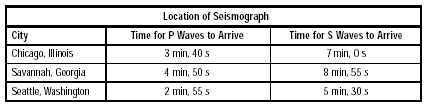 Location of Seismograph
City Time for P Waves to Arrive Time for S Waves to Arrive
Chicago, Illinois 3 min, 40 s 7 min, 0 s
Savannah, Georgia 4 min, 50 s 8 min, 55 s
Seattle, Washington 2 min, 55 s 5 min, 30 s